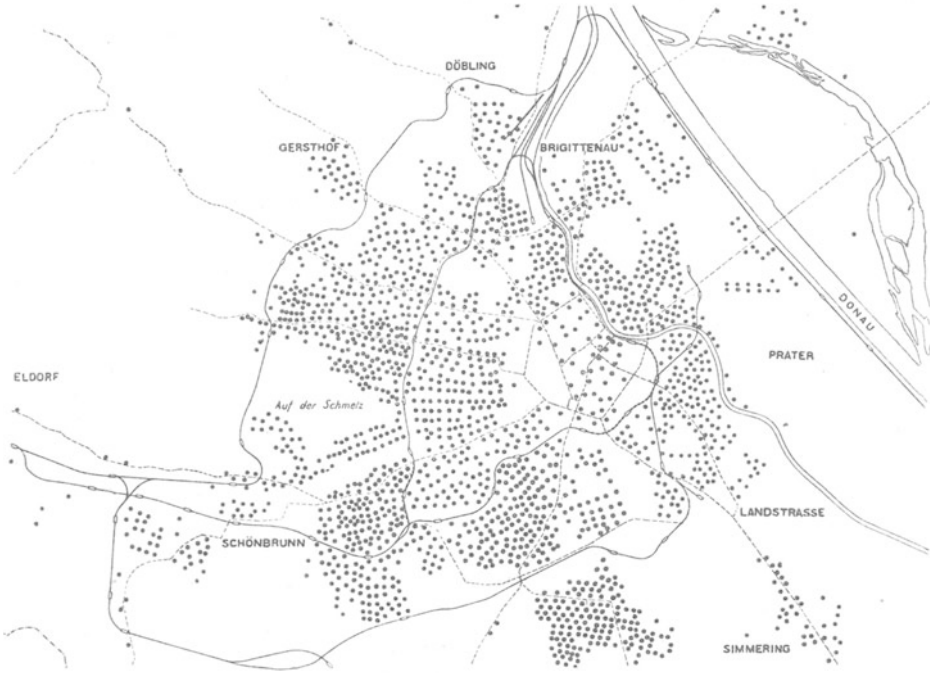 DÖBLING
GERSTHOF
BRIGITTENAU
DONAU
PRATER
ELDORF
Auf der Schmelz
LANDSTRASSE
SCHÖNBRUNN
SIMMERING